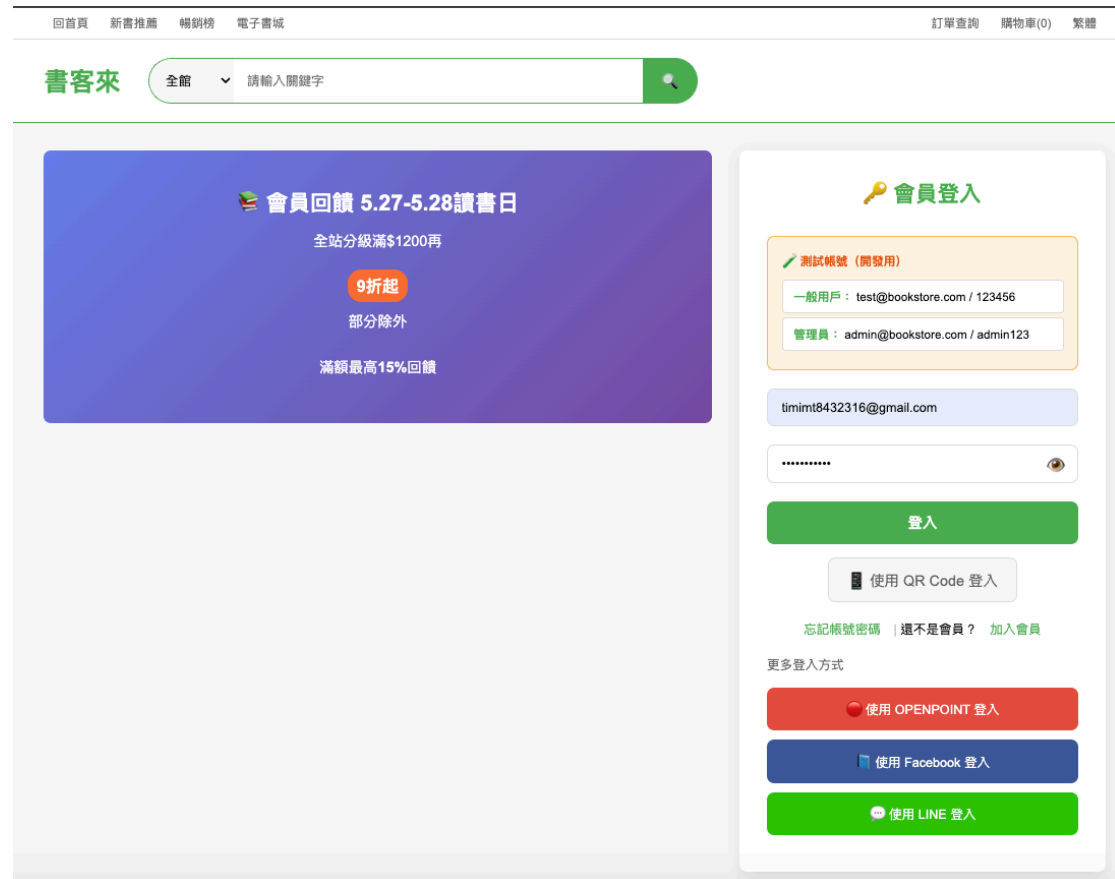 回首頁 新書推薦 暢銷榜 電子書城 訂單查詢 購物車(0) 繁體
書客來 全館 請輸入關鍵字
會員回饋 5.27-5.28讀書日
全站分級滿$1200再
9折起
部分除外
滿額最高15%回饋
會員登入
測試帳號（開發用）
一般用戶： test@bookstore.com / 123456
管理員： admin@bookstore.com / admin123
timimt8432316@gmail.com
•••••••••••
登入
使用 QR Code 登入
忘記帳號密碼 | 還不是會員？ 加入會員
更多登入方式
使用 OPENPOINT 登入
使用 Facebook 登入
使用 LINE 登入